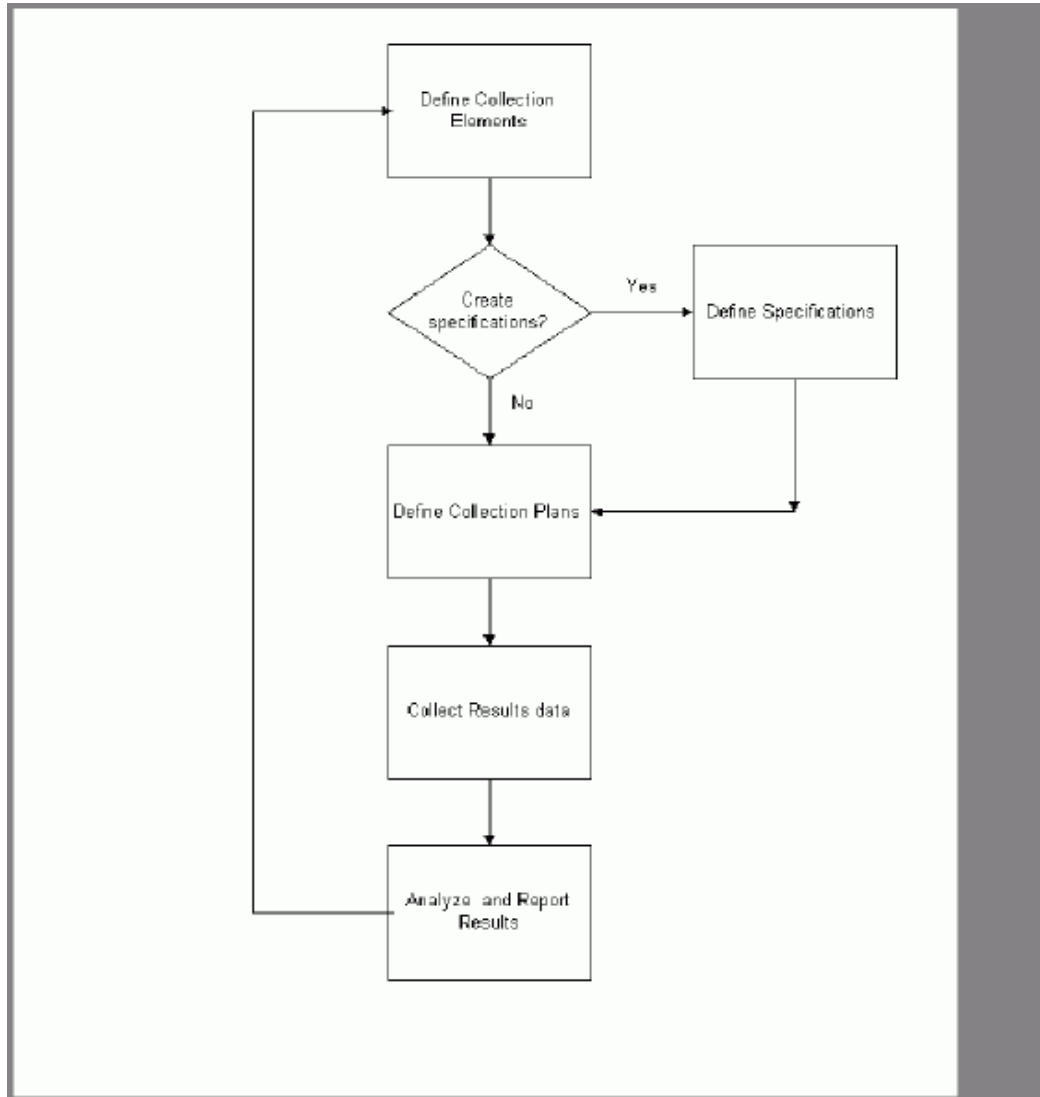 Define Collection
Elements
Create
specifications?
Yes
Define Specifications
No
Define Collection Plans
Collect Results data
Analyze and Report
Results